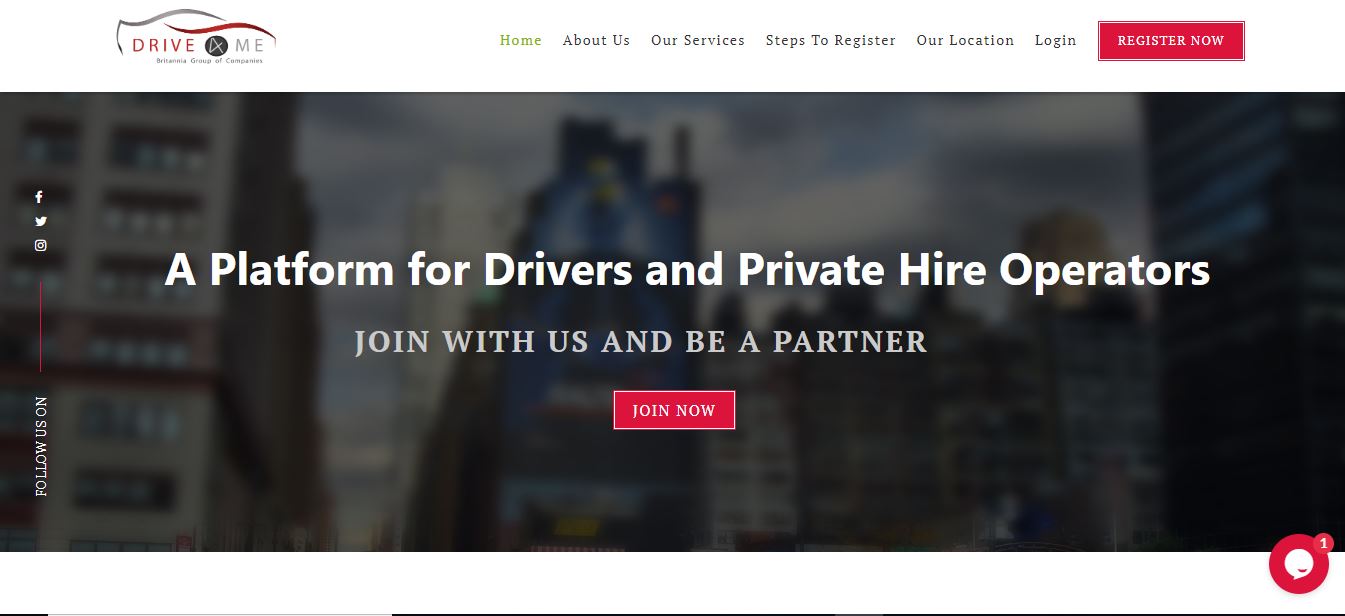 DRIVE 4 ME
Britannia Group of Companies
Home About Us Our Services Steps To Register Our Location Login REGISTER NOW
A Platform for Drivers and Private Hire Operators
JOIN WITH US AND BE A PARTNER
JOIN NOW
FOLLOW US ON
1